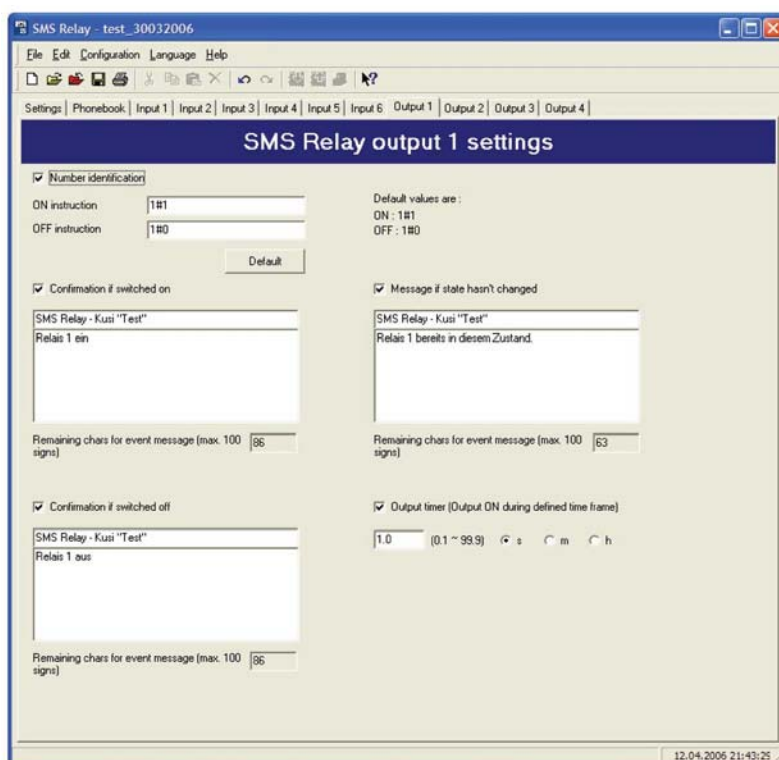 SMS Relay - test_30032006
File Edit Configuration Language Help
Settings Phonebook Input 1 Input 2 Input 3 Input 4 Input 5 Input 6 Output 1 Output 2 Output 3 Output 4
SMS Relay output 1 settings
Number identification
ON instruction 1#1
OFF instruction 1#0
Default
Default values are :
ON : 1#1
OFF : 1#0
Confirmation if switched on
SMS Relay - Kusi "Test"
Relais 1 ein
Remaining chars for event message (max. 100 signs) 86
Message if state hasn't changed
SMS Relay - Kusi "Test"
Relais 1 bereits in diesem Zustand.
Remaining chars for event message (max. 100 signs) 63
Confirmation if switched off
SMS Relay - Kusi "Test"
Relais 1 aus
Remaining chars for event message (max. 100 signs) 86
Output timer (Output ON during defined time frame)
1.0 (0.1 ~ 99.9) s m h
12.04.2006 21:43:29